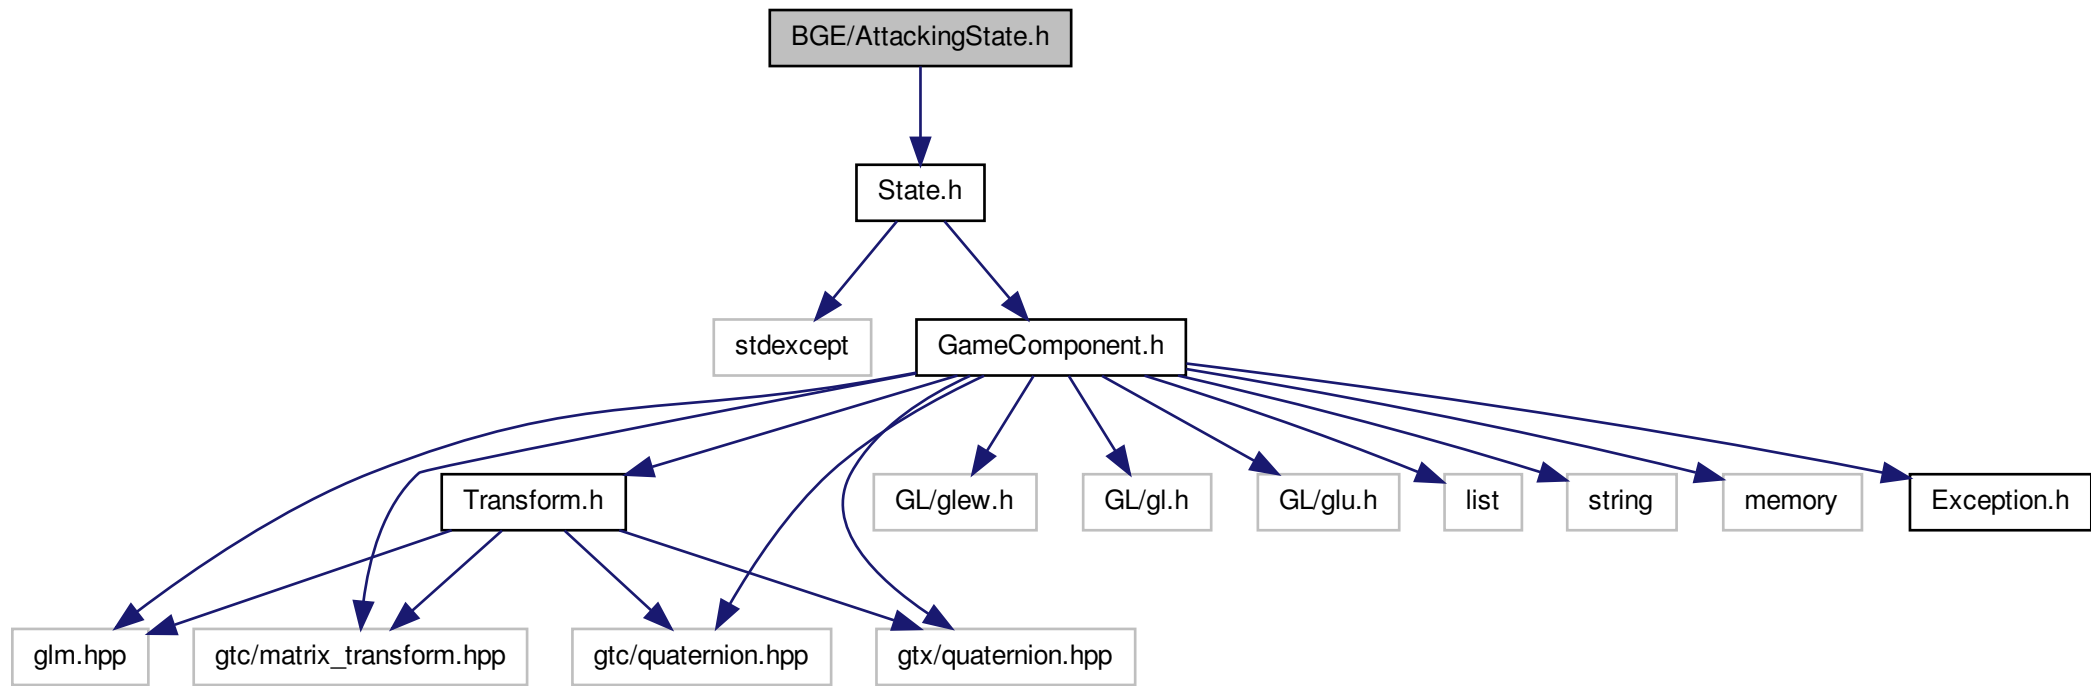 BGE/AttackingState.h
State.h
stdexcept
GameComponent.h
Transform.h
GL/glew.h
GL/gl.h
GL/glu.h
list
string
memory
Exception.h
glm.hpp
gtc/matrix_transform.hpp
gtc/quaternion.hpp
gtx/quaternion.hpp